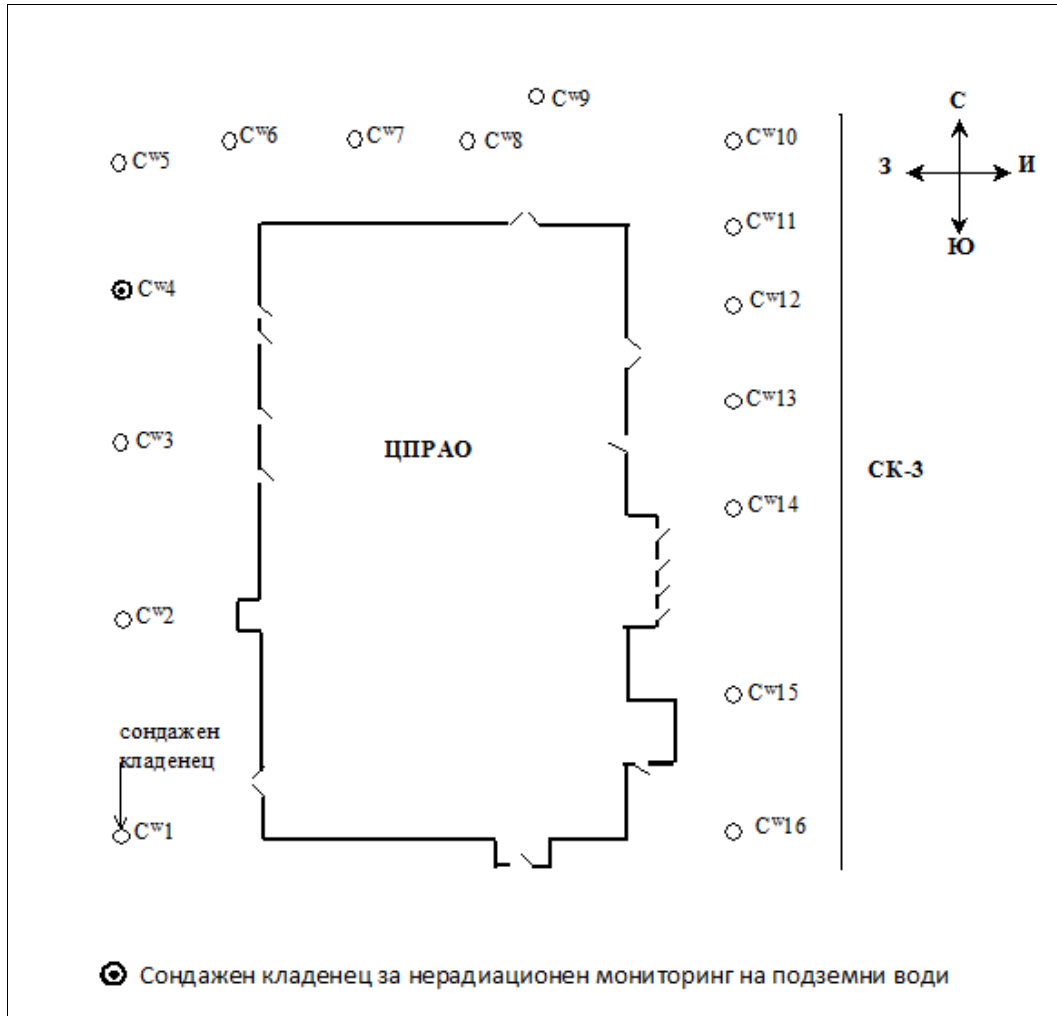 Cw9
С
Cw6
Cw7
Cw8
Cw10
Cw5
З
И
Cw11
Ю
Cw4
Cw12
Cw13
Cw3
ЦПРАО
СК-3
Cw14
Cw2
Cw15
сондажен
кладенец
Cw1
Cw16
Сондажен кладенец за нерадиационен мониторинг на подземни води